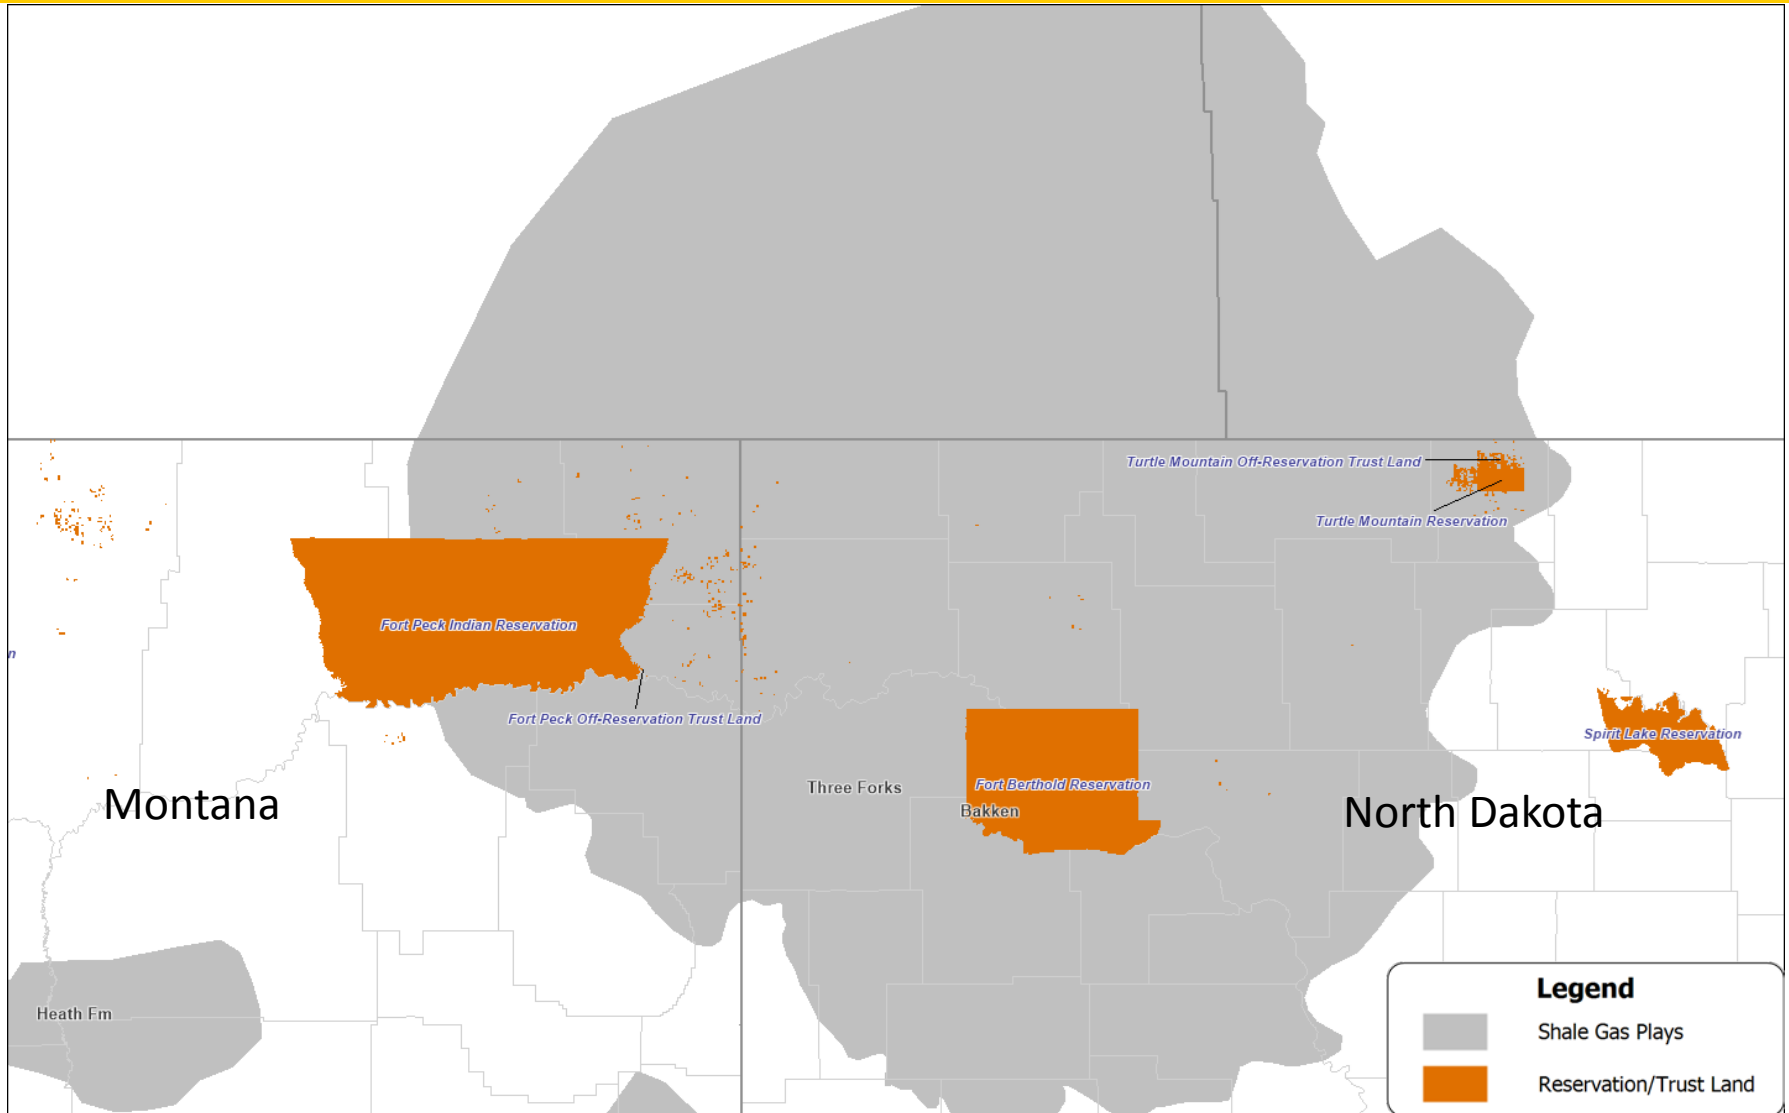 Turtle Mountain Off-Reservation Trust Land
Turtle Mountain Reservation
Fort Peck Indian Reservation
n
Fort Peck Off-Reservation Trust Land
Spirit Lake Reservation
Three Forks
Fort Berthold Reservation
Bakken
Montana
North Dakota
Heath Fm
Legend
Shale Gas Plays
Reservation/Trust Land